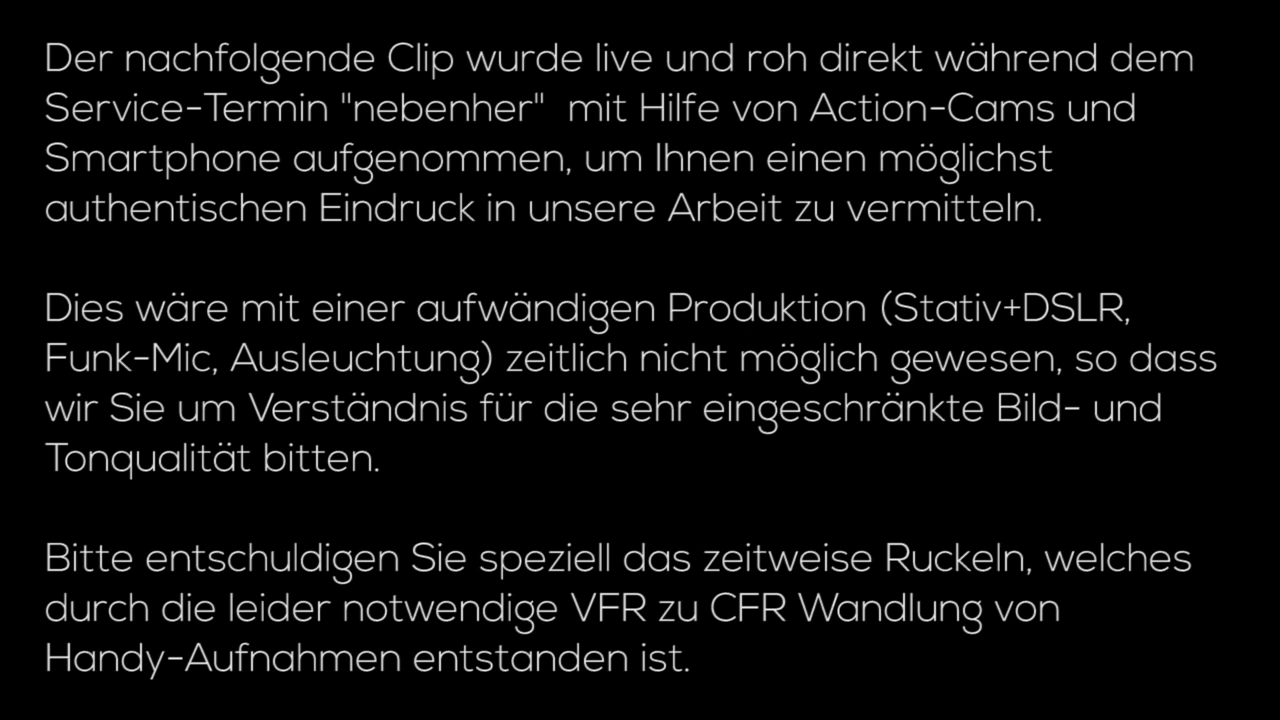 Der nachfolgende Clip wurde live und roh direkt während dem
Service-Termin "nebenher"  mit Hilfe von Action-Cams und
Smartphone aufgenommen, um Ihnen einen möglichst
authentischen Eindruck in unsere Arbeit zu vermitteln.

Dies wäre mit einer aufwändigen Produktion (Stativ+DSLR,
Funk-Mic, Ausleuchtung) zeitlich nicht möglich gewesen, so dass
wir Sie um Verständnis für die sehr eingeschränkte Bild- und
Tonqualität bitten.

Bitte entschuldigen Sie speziell das zeitweise Ruckeln, welches
durch die leider notwendige VFR zu CFR Wandlung von
Handy-Aufnahmen entstanden ist.